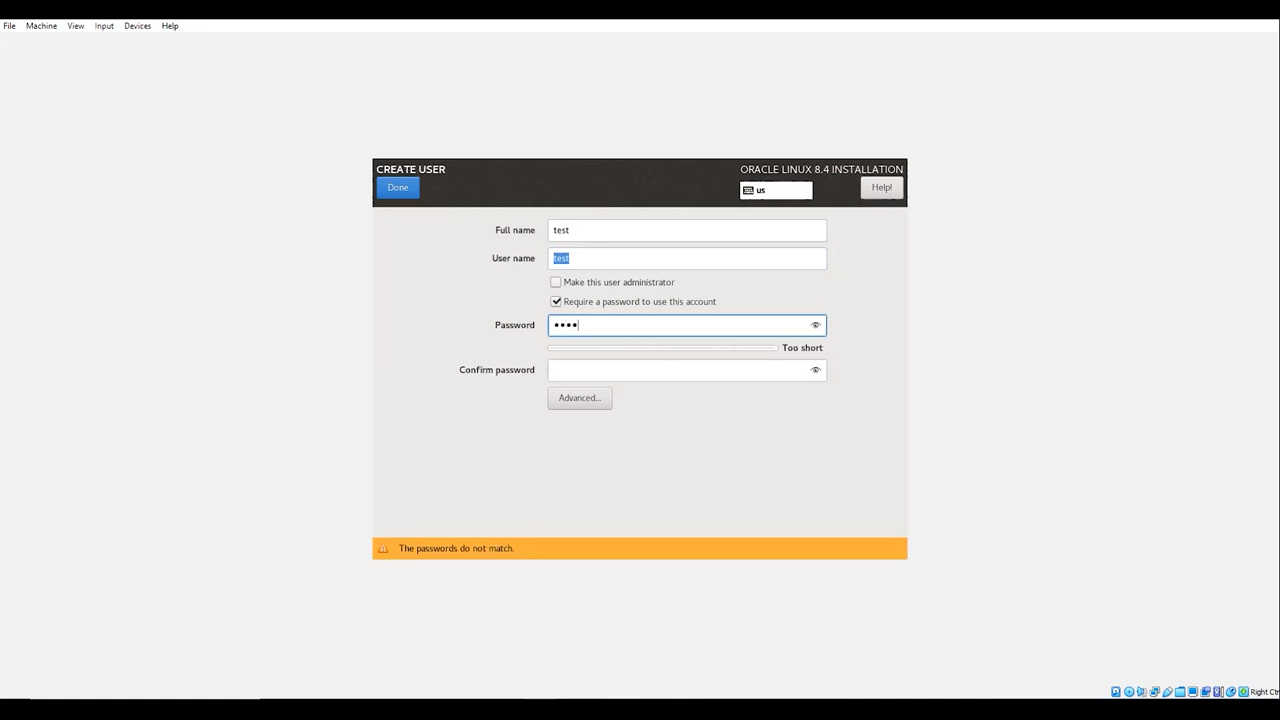 File Machine View Input Devices Help
CREATE USER
ORACLE LINUX 8.4 INSTALLATION
Done
us
Help!
Full name
test
User name
test
Make this user administrator
Require a password to use this account
Password
••••
Too short
Confirm password
Advanced...
The passwords do not match.
Right Ctr